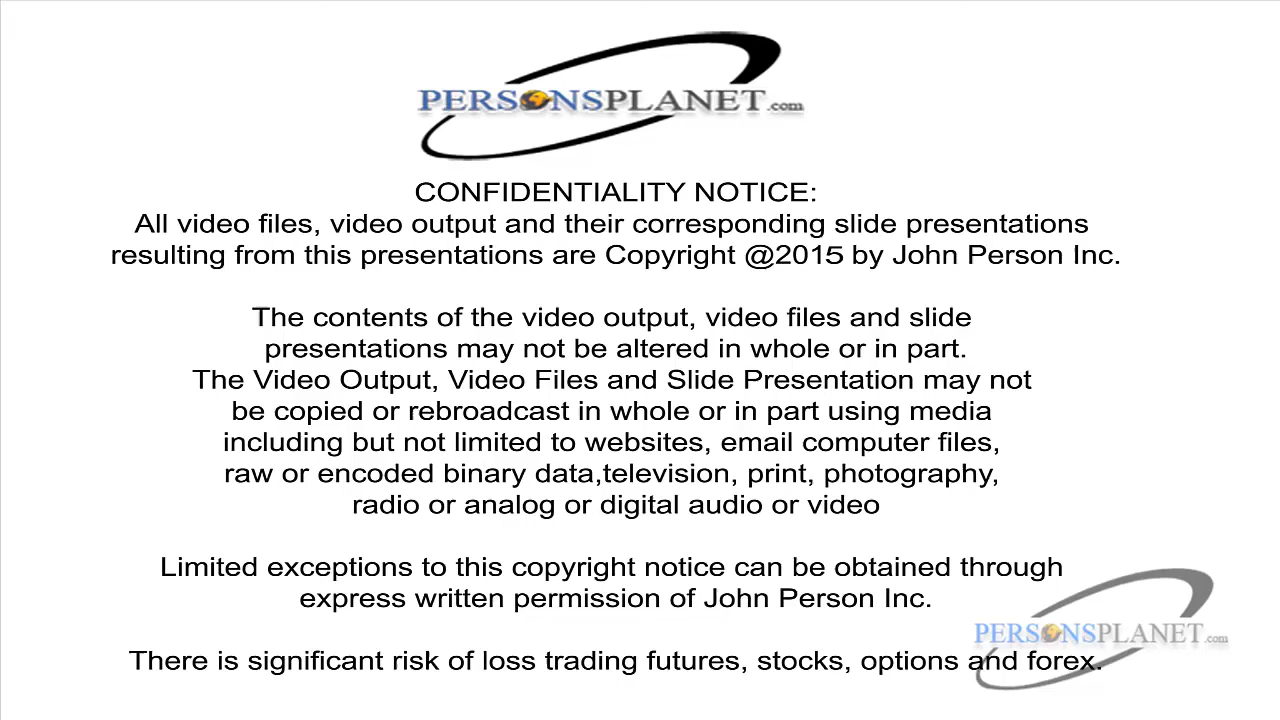 PERSONSPLANET.com
CONFIDENTIALITY NOTICE:
All video files, video output and their corresponding slide presentations
resulting from this presentations are Copyright @2015 by John Person Inc.
The contents of the video output, video files and slide
presentations may not be altered in whole or in part.
The Video Output, Video Files and Slide Presentation may not
be copied or rebroadcast in whole or in part using media
including but not limited to websites, email computer files,
raw or encoded binary data,television, print, photography,
radio or analog or digital audio or video
Limited exceptions to this copyright notice can be obtained through
express written permission of John Person Inc.
PERSONSPLANET.com
There is significant risk of loss trading futures, stocks, options and forex.